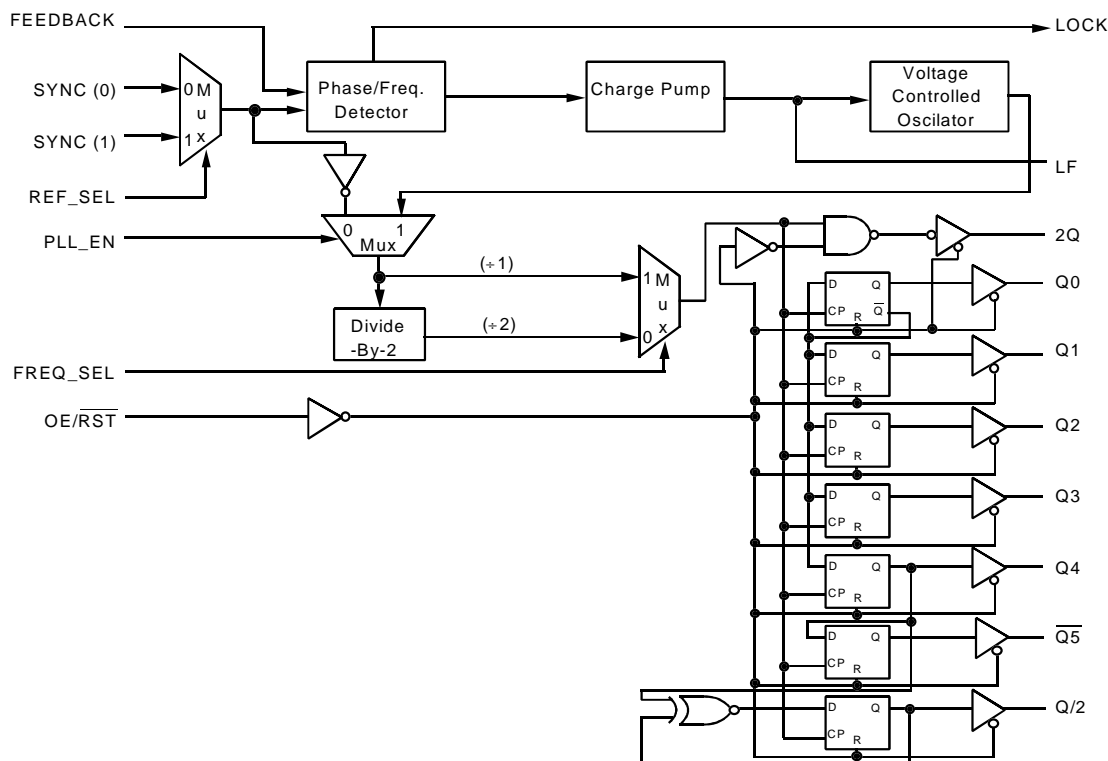 FEEDBACK
LOCK
SYNC (0)
SYNC (1)
REF_SEL
PLL_EN
0 M
u
1 x
Phase/Freq.
Detector
Charge Pump
Voltage
Controlled
Oscilator
LF
0 1
Mux
(÷1)
(÷2)
Divide
-By-2
1 M
u
0 x
FREQ_SEL
OE/R̅S̅T̅
2Q
D Q
CP R Q̅
Q0
D Q
CP R
Q1
D Q
CP R
Q2
D Q
CP R
Q3
D Q
CP R
Q4
D Q
CP R
Q̅5̅
D Q
CP R
Q/2